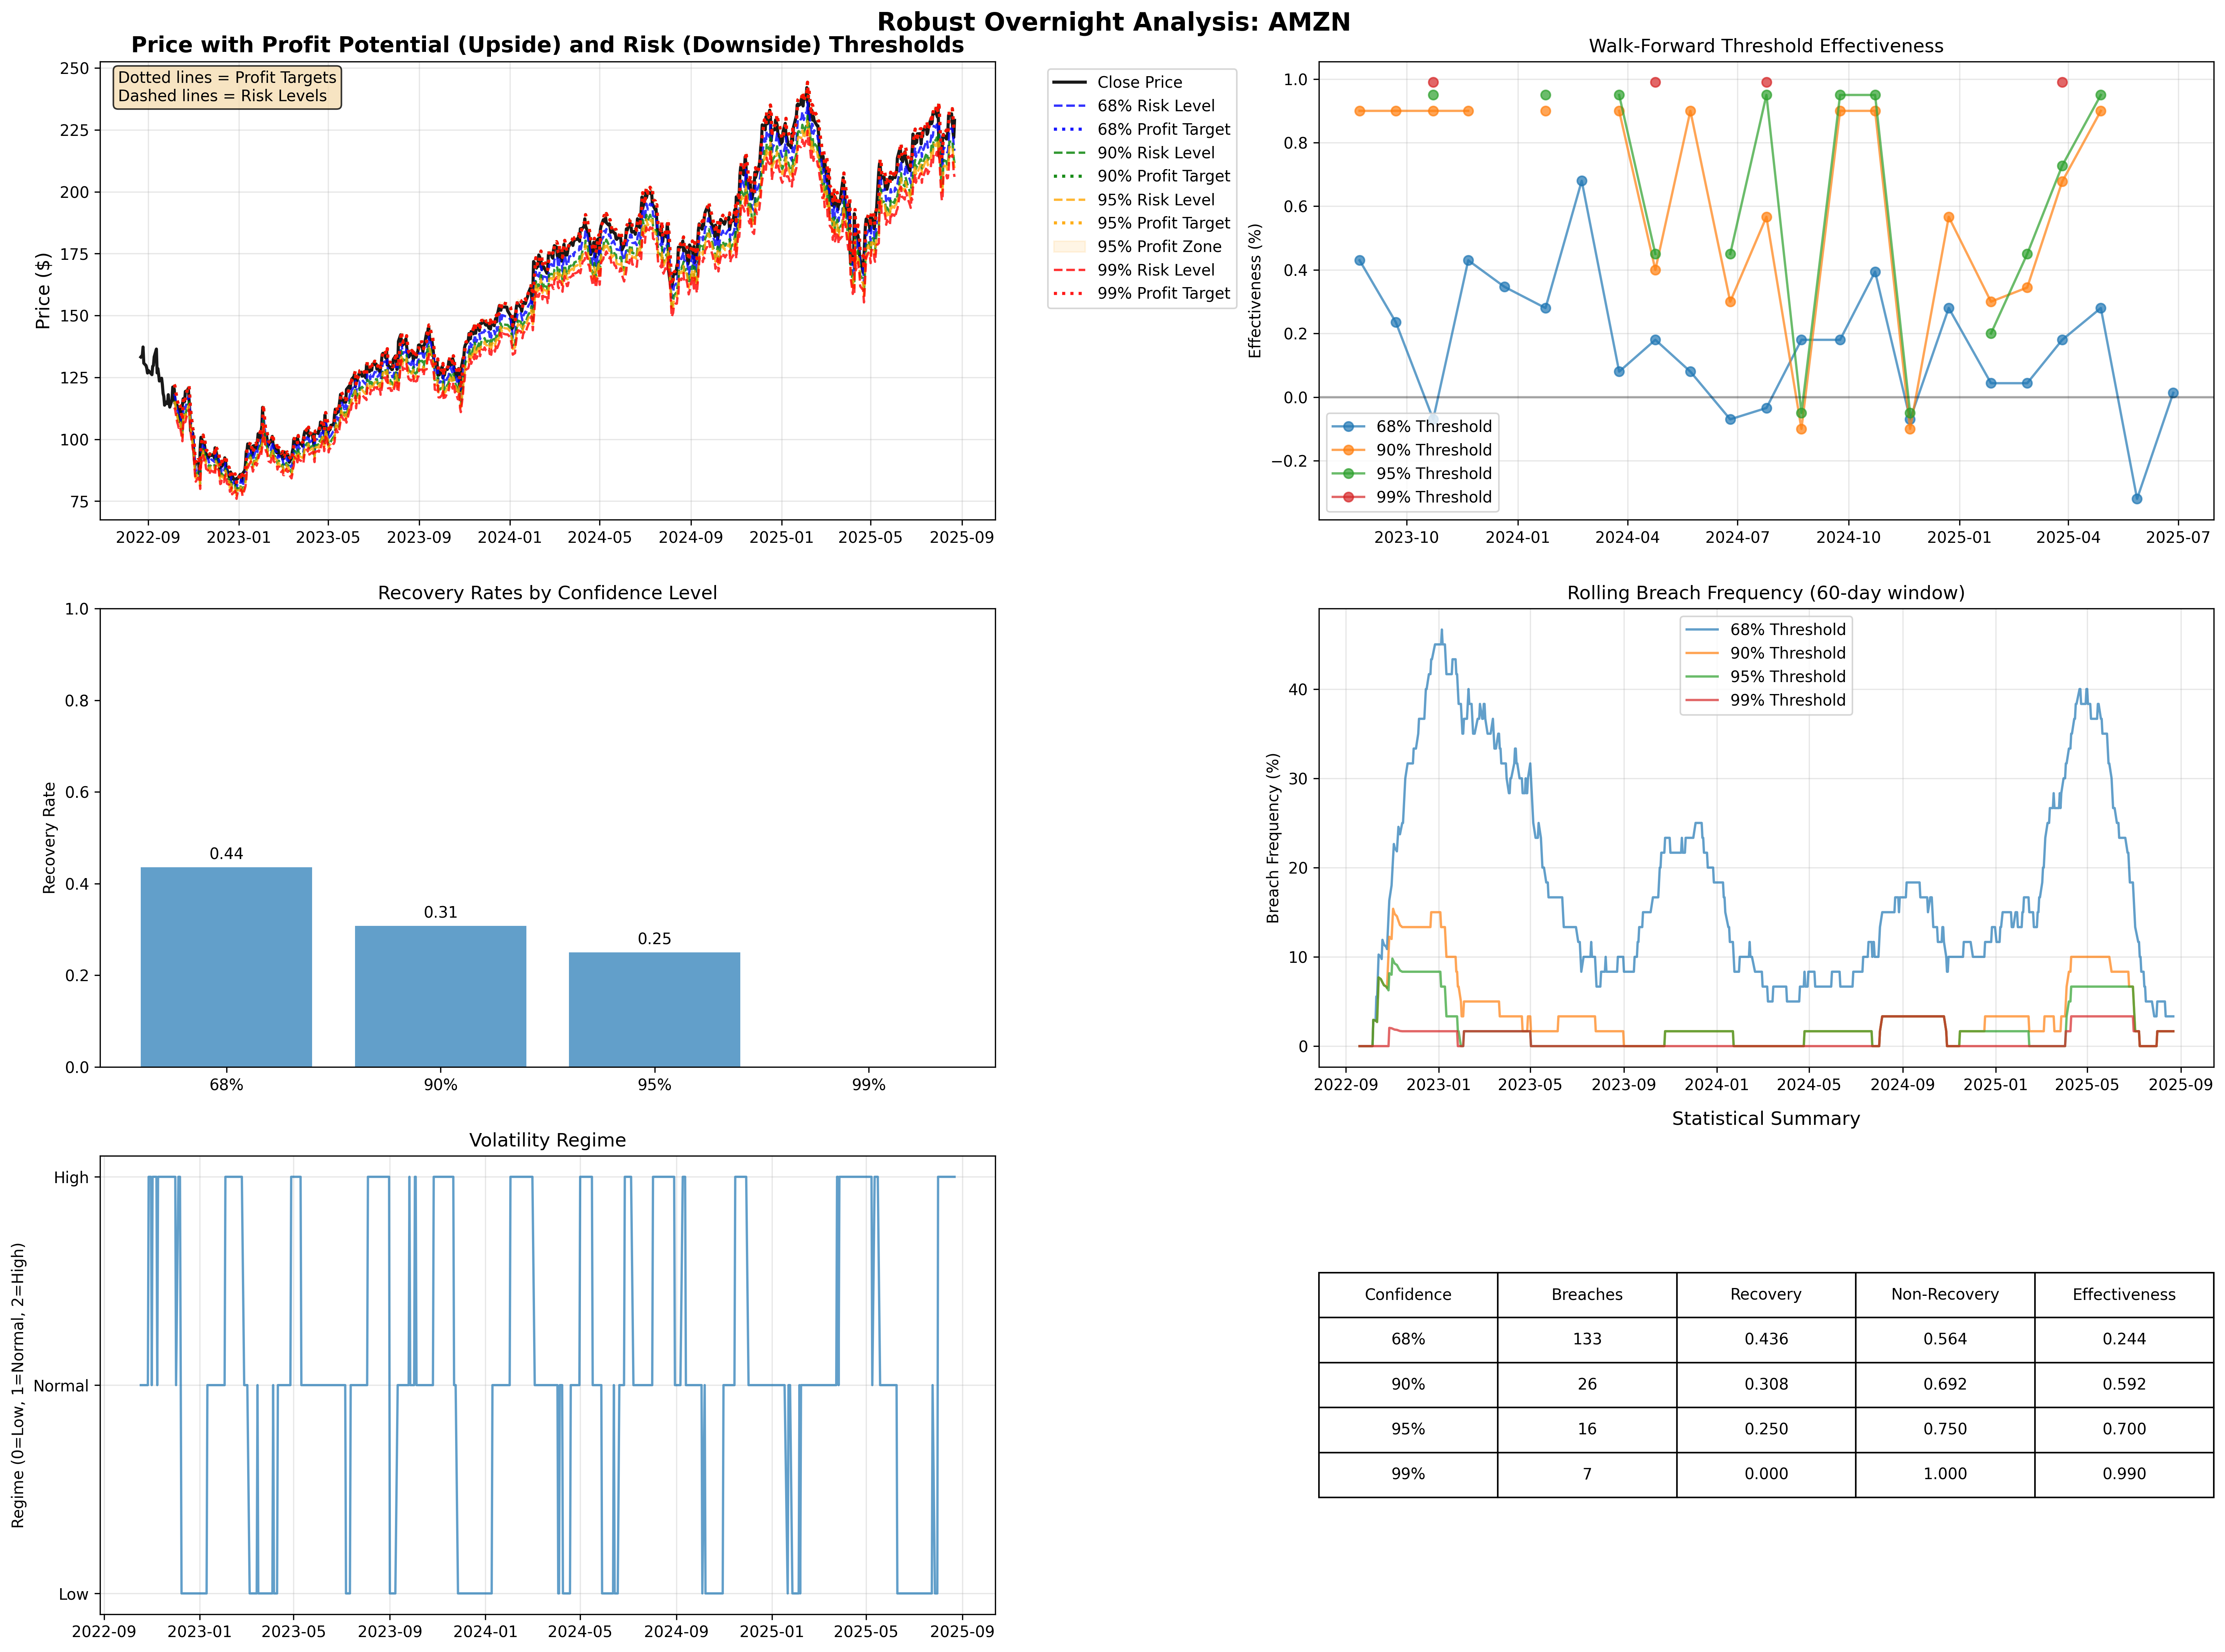 Robust Overnight Analysis: AMZN
Price with Profit Potential (Upside) and Risk (Downside) Thresholds
Dotted lines = Profit Targets
Dashed lines = Risk Levels
Price ($)
250
225
200
175
150
125
100
75
2022-09 2023-01 2023-05 2023-09 2024-01 2024-05 2024-09 2025-01 2025-05 2025-09
Close Price
68% Risk Level
68% Profit Target
90% Risk Level
90% Profit Target
95% Risk Level
95% Profit Target
95% Profit Zone
99% Risk Level
99% Profit Target
Walk-Forward Threshold Effectiveness
Effectiveness (%)
1.0
0.8
0.6
0.4
0.2
0.0
−0.2
68% Threshold
90% Threshold
95% Threshold
99% Threshold
2023-10 2024-01 2024-04 2024-07 2024-10 2025-01 2025-04 2025-07
Recovery Rates by Confidence Level
Recovery Rate
1.0
0.8
0.6
0.4
0.2
0.0
0.44
0.31
0.25
68% 90% 95% 99%
Rolling Breach Frequency (60-day window)
Breach Frequency (%)
40
30
20
10
0
68% Threshold
90% Threshold
95% Threshold
99% Threshold
2022-09 2023-01 2023-05 2023-09 2024-01 2024-05 2024-09 2025-01 2025-05 2025-09
Volatility Regime
Regime (0=Low, 1=Normal, 2=High)
High
Normal
Low
2022-09 2023-01 2023-05 2023-09 2024-01 2024-05 2024-09 2025-01 2025-05 2025-09
Statistical Summary
Confidence Breaches Recovery Non-Recovery Effectiveness
68% 133 0.436 0.564 0.244
90% 26 0.308 0.692 0.592
95% 16 0.250 0.750 0.700
99% 7 0.000 1.000 0.990